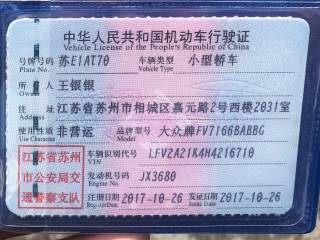 中华人民共和国机动车行驶证
Vehicle License of the People's Republic of China
号牌号码 苏E1AT70 车辆类型 小型轿车
Plate No. Vehicle Type
所有人 王银银
Owner
住址 江苏省苏州市相城区嘉元路2号西楼2031室
Address
使用性质 非营运 品牌型号 大众牌FV7166BABBG
Use Character Model
江苏省苏州市公安局交通警察支队
车辆识别代号 LFV2A21K4H4216710
VIN
发动机号码 JX3680
Engine No.
注册日期 2017-10-26 发证日期 2017-10-26
Register Date Issue Date